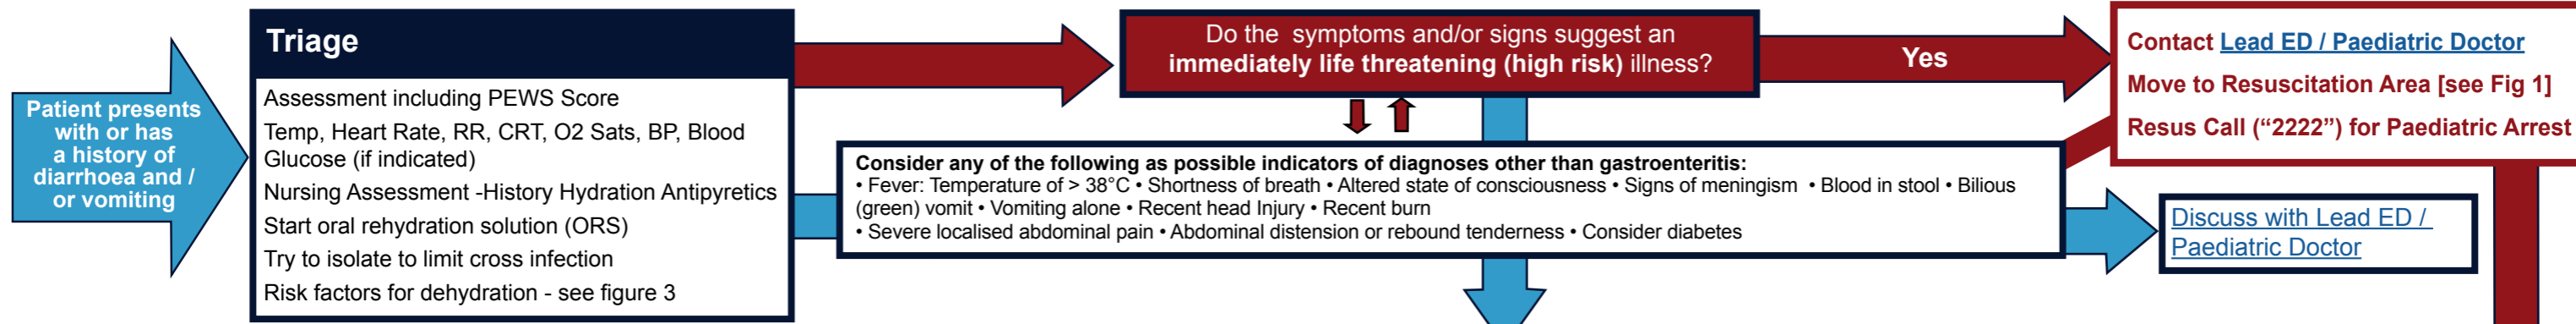 Patient presents
with or has
a history of
diarrhoea and /
or vomiting
Triage
Assessment including PEWS Score
Temp, Heart Rate, RR, CRT, O2 Sats, BP, Blood
Glucose (if indicated)
Nursing Assessment -History Hydration Antipyretics
Start oral rehydration solution (ORS)
Try to isolate to limit cross infection
Risk factors for dehydration - see figure 3
Do the  symptoms and/or signs suggest an
immediately life threatening (high risk) illness?
Yes
Contact Lead ED / Paediatric Doctor
Move to Resuscitation Area [see Fig 1]
Resus Call (“2222”) for Paediatric Arrest
Consider any of the following as possible indicators of diagnoses other than gastroenteritis:
• Fever: Temperature of > 38°C • Shortness of breath • Altered state of consciousness • Signs of meningism  • Blood in stool • Bilious
(green) vomit • Vomiting alone • Recent head Injury • Recent burn
• Severe localised abdominal pain • Abdominal distension or rebound tenderness • Consider diabetes
Discuss with Lead ED /
Paediatric Doctor